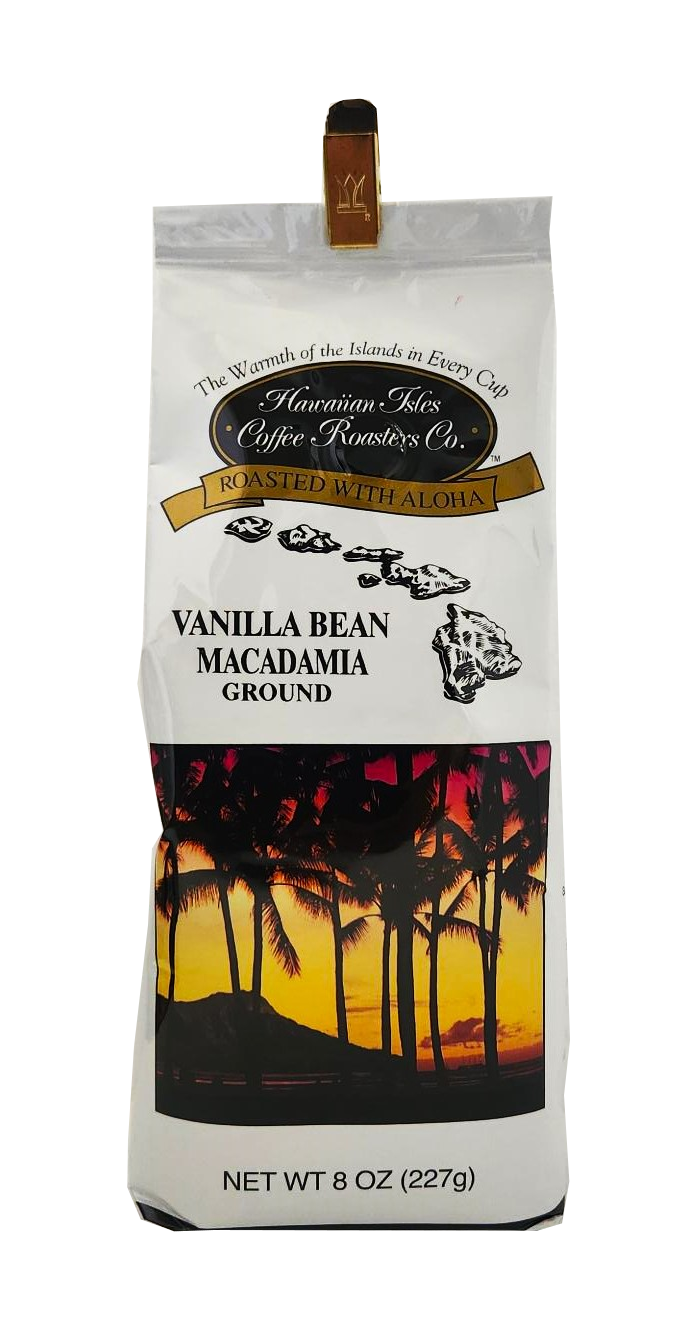 The Warmth of the Islands in Every Cup
Hawaiian Isles
Coffee Roasters Co.
TM
ROASTED WITH ALOHA
VANILLA BEAN
MACADAMIA
GROUND
NET WT 8 OZ (227g)